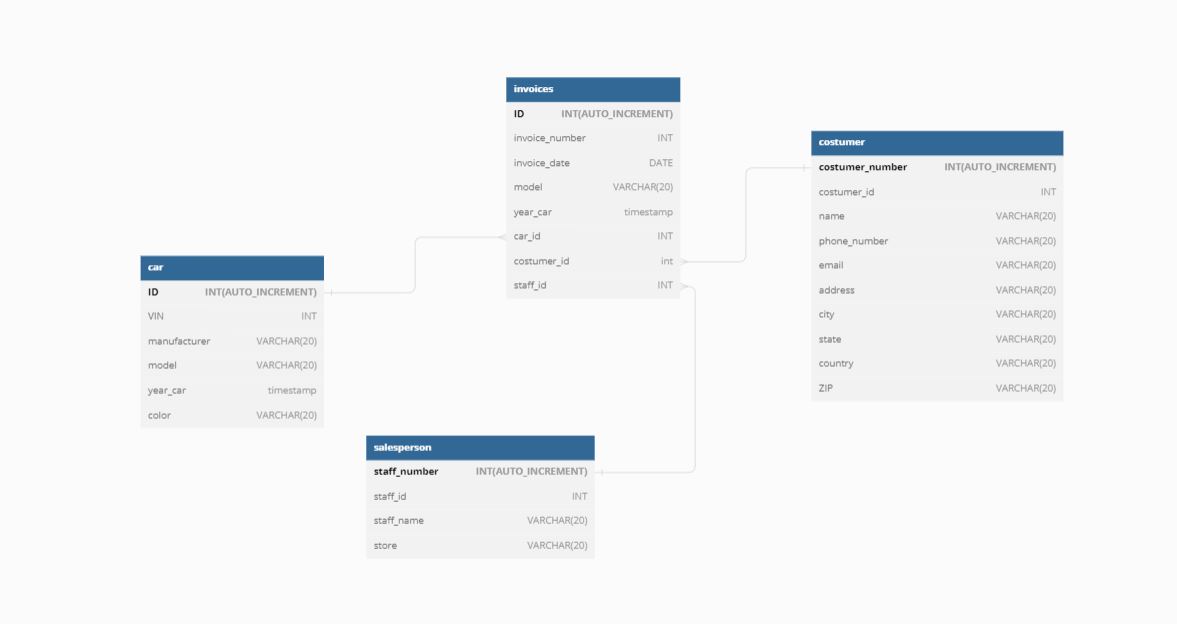 invoices
ID INT(AUTO_INCREMENT)
invoice_number INT
invoice_date DATE
model VARCHAR(20)
year_car timestamp
car_id INT
costumer_id int
staff_id INT
costumer
costumer_number INT(AUTO_INCREMENT)
costumer_id INT
name VARCHAR(20)
phone_number VARCHAR(20)
email VARCHAR(20)
address VARCHAR(20)
city VARCHAR(20)
state VARCHAR(20)
country VARCHAR(20)
ZIP VARCHAR(20)
car
ID INT(AUTO_INCREMENT)
VIN INT
manufacturer VARCHAR(20)
model VARCHAR(20)
year_car timestamp
color VARCHAR(20)
salesperson
staff_number INT(AUTO_INCREMENT)
staff_id INT
staff_name VARCHAR(20)
store VARCHAR(20)